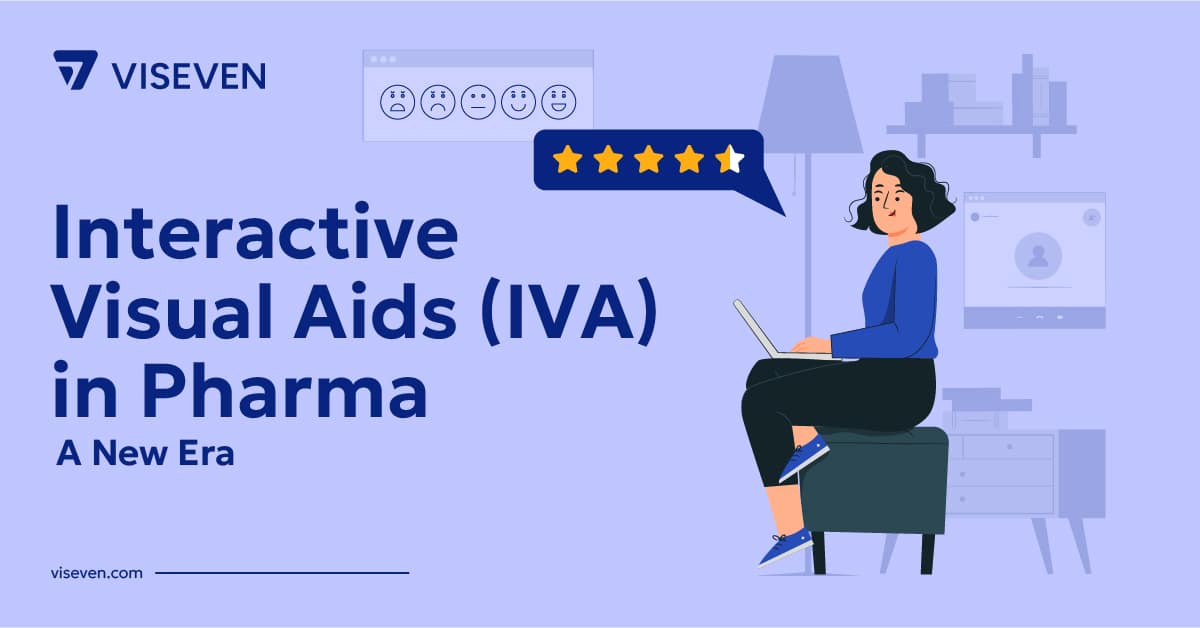 VISEVEN
Interactive
Visual Aids (IVA)
in Pharma
A New Era
viseven.com